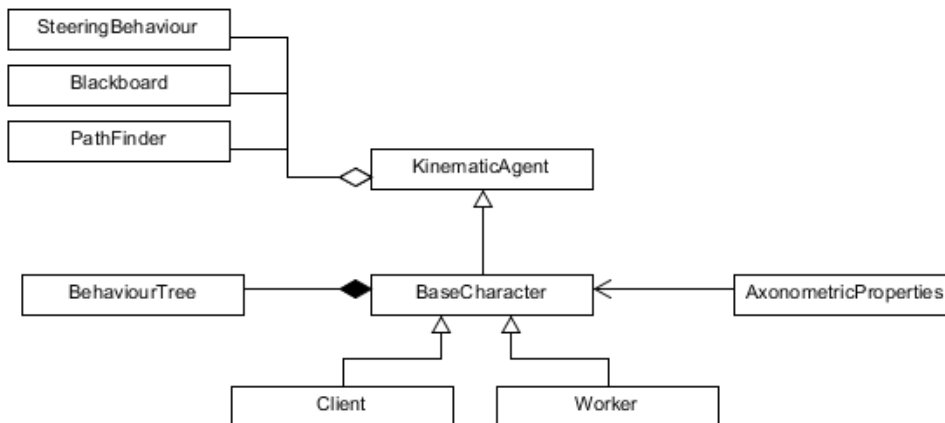 SteeringBehaviour
Blackboard
PathFinder
KinematicAgent
BehaviourTree
BaseCharacter
AxonometricProperties
Client
Worker